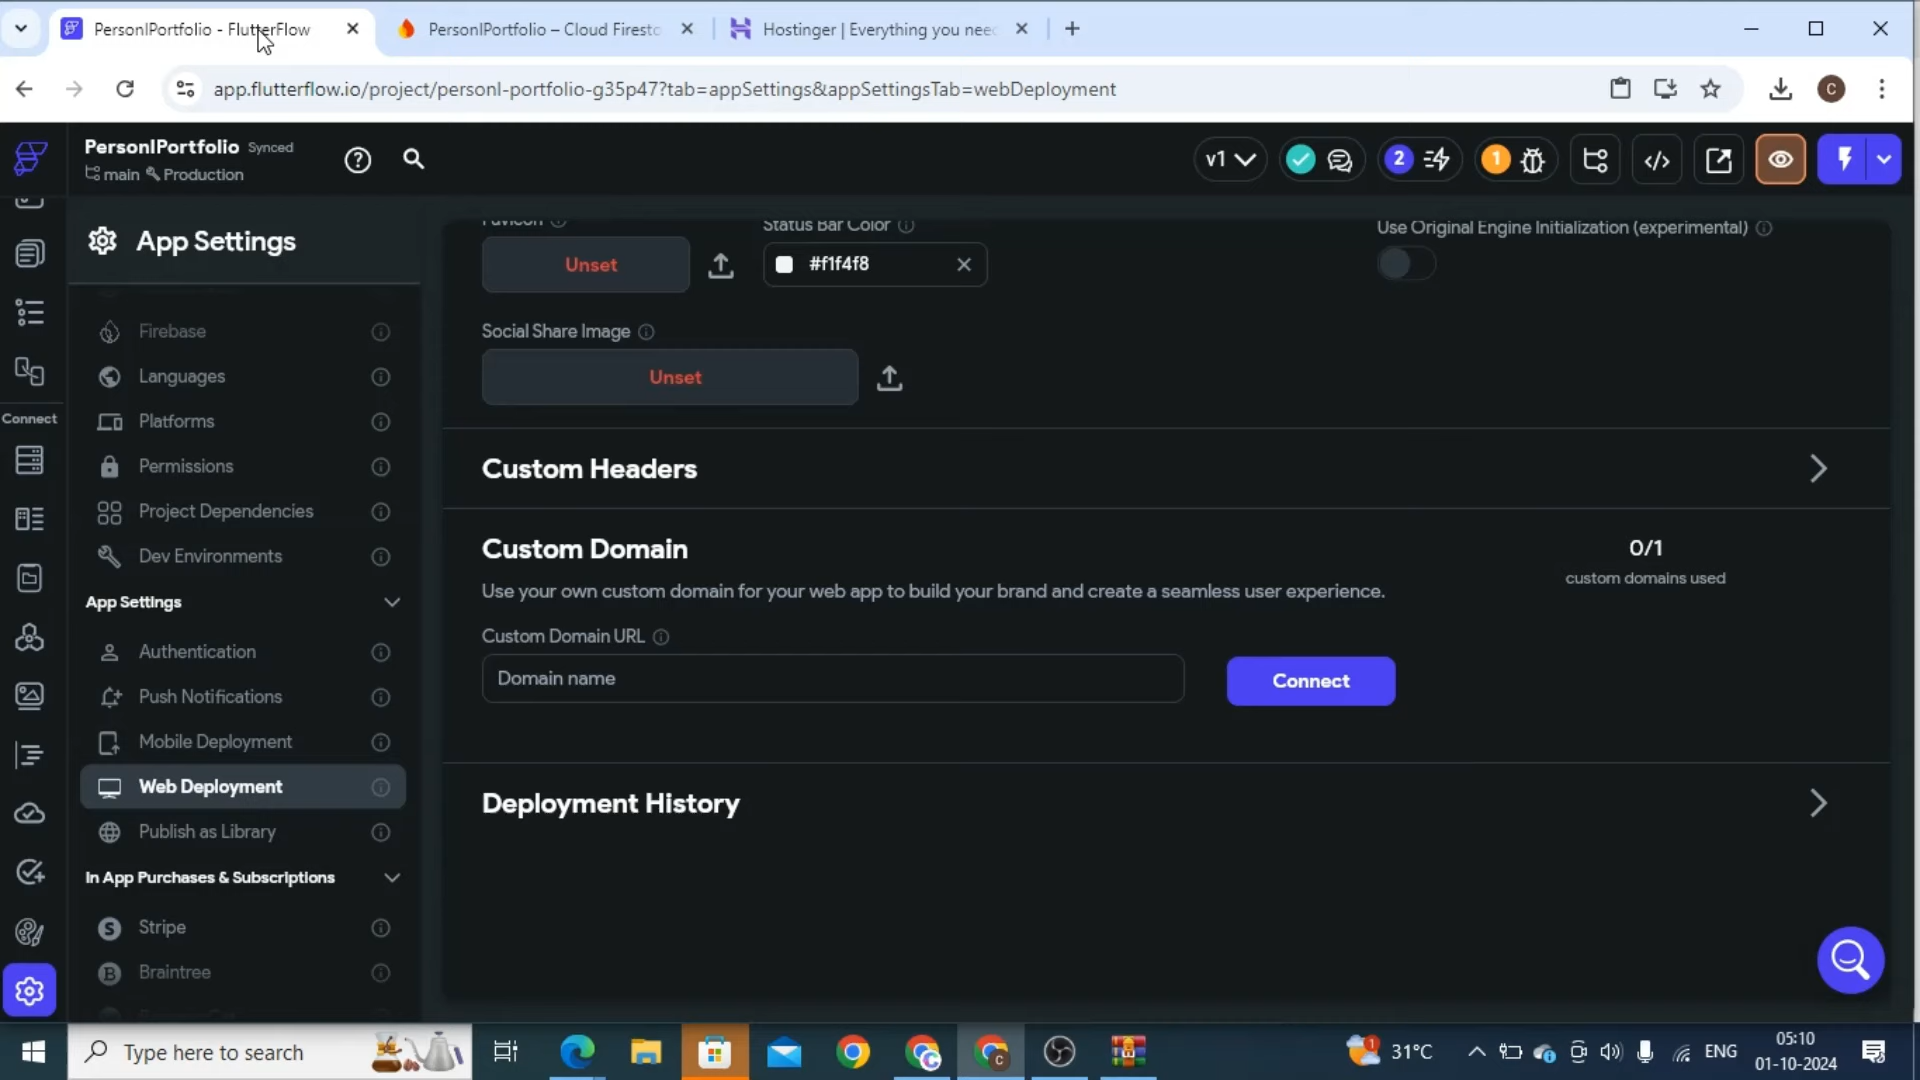 PersonlPortfolio - FlutterFlow
PersonlPortfolio – Cloud Firesto
Hostinger | Everything you nee
app.flutterflow.io/project/personl-portfolio-g35p47?tab=appSettings&appSettingsTab=webDeployment
C
PersonlPortfolio Synced
main Production
v1
2
1
App Settings
Favicon
Status Bar Color
Use Original Engine Initialization (experimental)
Unset
#f1f4f8
Firebase
Social Share Image
Languages
Unset
Platforms
Connect
Permissions
Custom Headers
Project Dependencies
Dev Environments
Custom Domain
0/1
custom domains used
Use your own custom domain for your web app to build your brand and create a seamless user experience.
App Settings
Custom Domain URL
Authentication
Domain name
Connect
Push Notifications
Mobile Deployment
Web Deployment
Deployment History
Publish as Library
In App Purchases & Subscriptions
Stripe
Braintree
Type here to search
31°C
ENG
05:10
01-10-2024